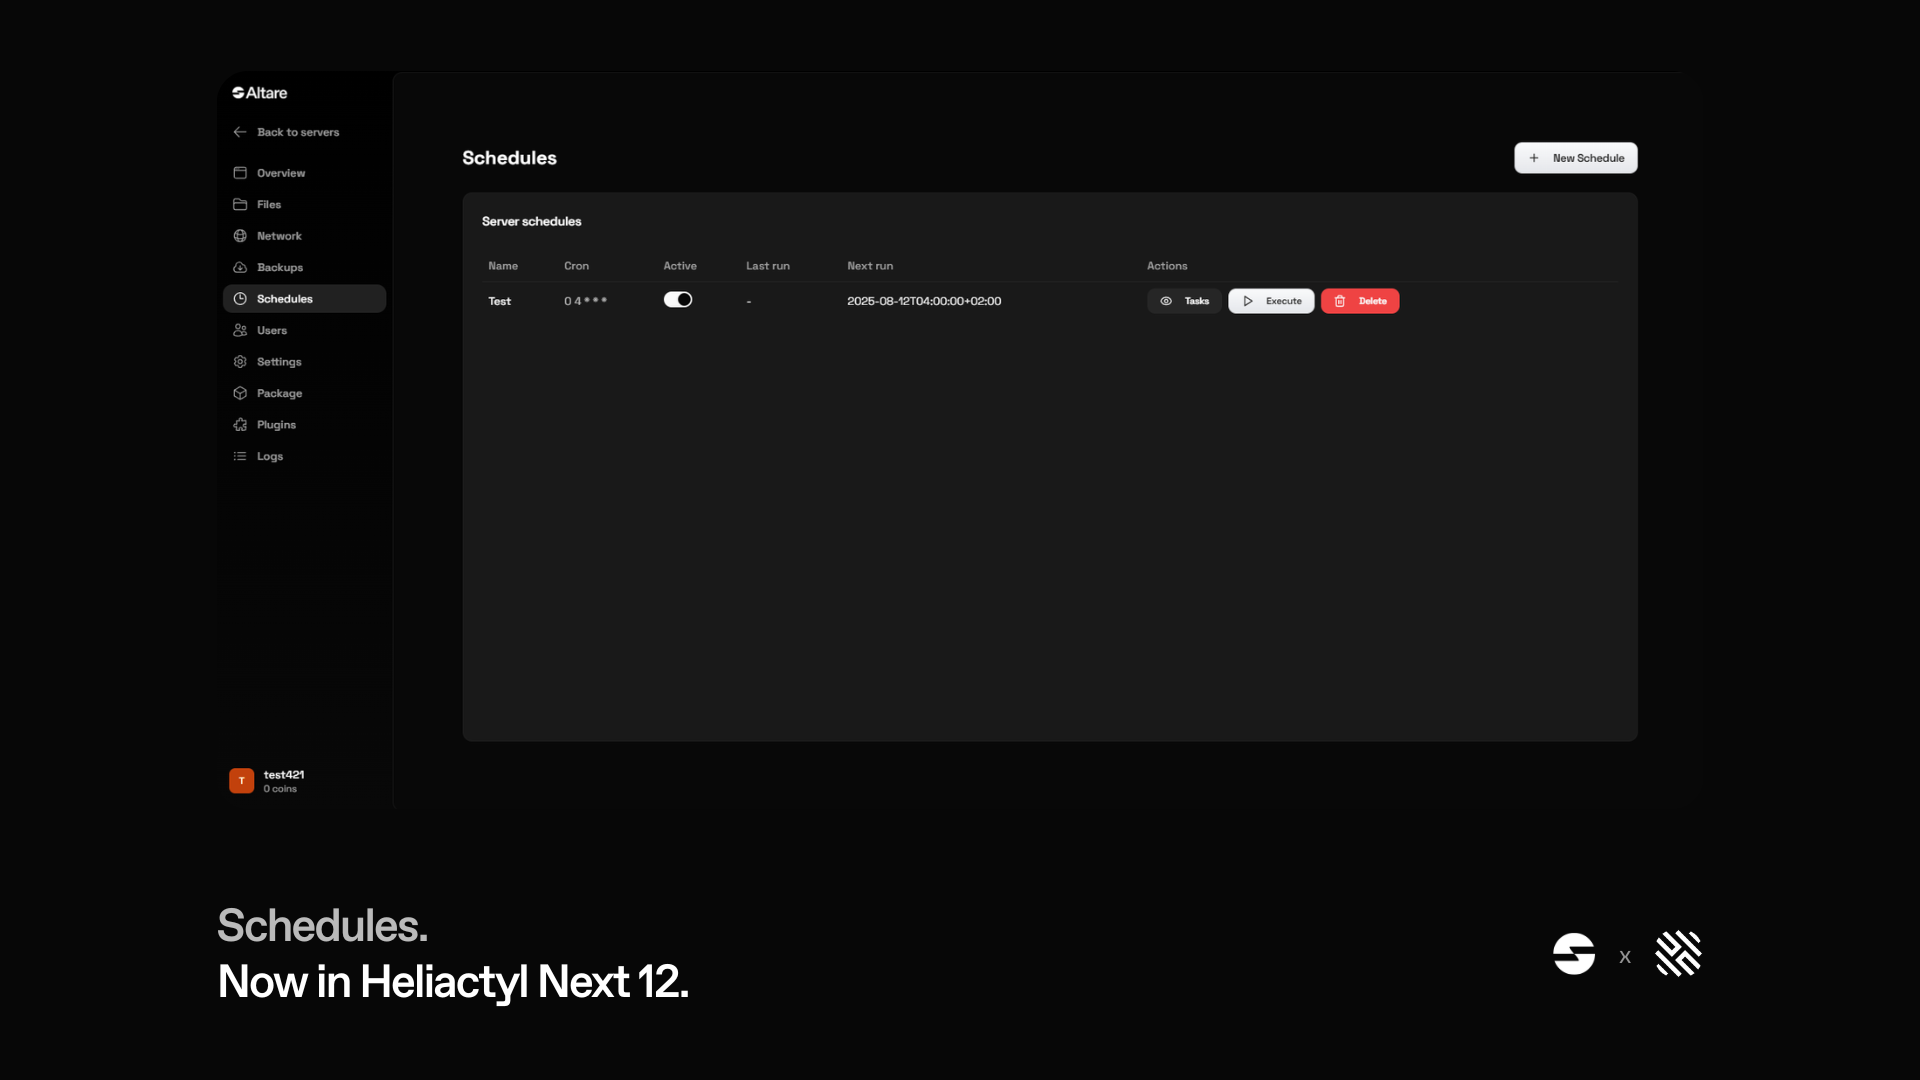 Altare
Back to servers
Overview
Files
Network
Backups
Schedules
Users
Settings
Package
Plugins
Logs
test421
T
0 coins
Schedules
+ New Schedule
Server schedules
Name Cron Active Last run Next run Actions
Test 0 4 * * * - 2025-08-12T04:00:00+02:00 Tasks Execute Delete
Schedules.
Now in Heliactyl Next 12.
x